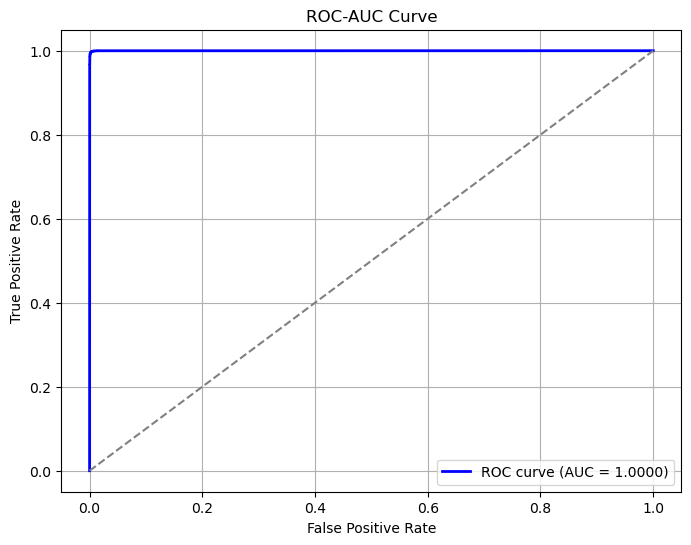 ROC-AUC Curve
True Positive Rate
1.0
0.8
0.6
0.4
0.2
0.0
ROC curve (AUC = 1.0000)
0.0 0.2 0.4 0.6 0.8 1.0
False Positive Rate